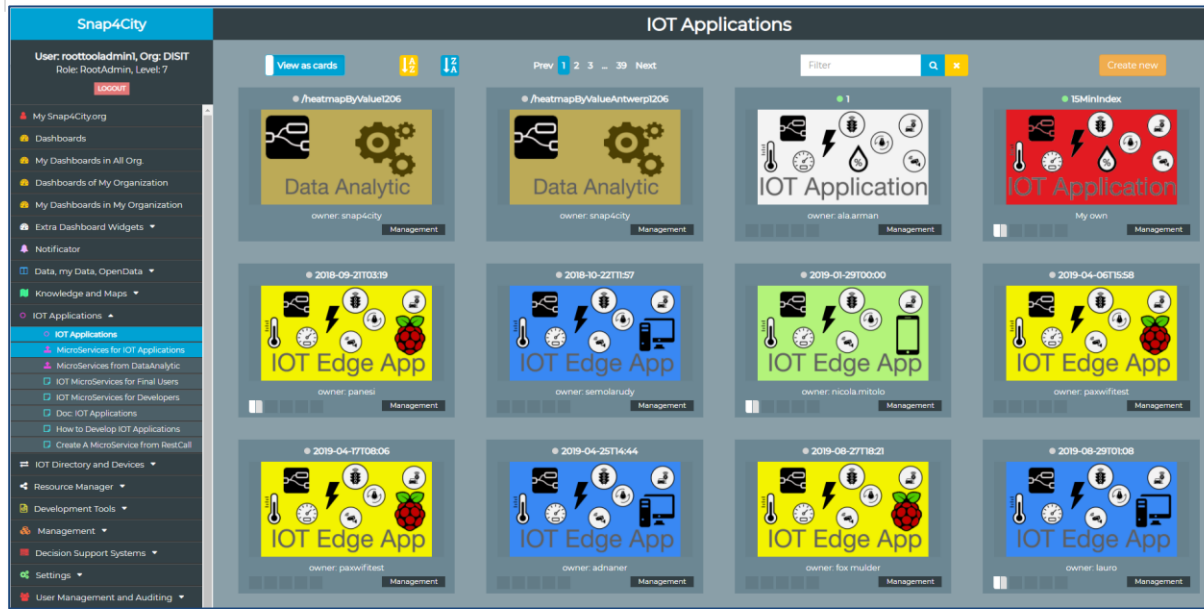 Snap4City
IOT Applications
User: roottooladmin1, Org: DISIT
Role: RootAdmin, Level: 7
LOGOUT
My Snap4City.org
Dashboards
My Dashboards in All Org.
Dashboards of My Organization
My Dashboards in My Organization
Extra Dashboard Widgets
Notificator
Data, my Data, OpenData
Knowledge and Maps
IOT Applications
IOT Applications
MicroServices for IOT Applications
MicroServices from DataAnalytic
IOT MicroServices for Final Users
IOT MicroServices for Developers
Doc: IOT Applications
How to Develop IOT Applications
Create A MicroService from RestCall
IOT Directory and Devices
Resource Manager
Development Tools
Management
Decision Support Systems
Settings
User Management and Auditing
View as cards
Prev 1 2 3 ... 39 Next
Filter
Create new
/heatmapByValue1206
Data Analytic
owner: snap4city
Management
/heatmapByValueAntwerp1206
Data Analytic
owner: snap4city
Management
1
%
IOT Application
owner: ala.arman
Management
15MinIndex
%
IOT Application
My own
Management
2018-09-21T03:19
IOT Edge App
owner: panesi
Management
2018-10-22T11:57
IOT Edge App
owner: semolarudy
Management
2019-01-29T00:00
IOT Edge App
owner: nicola.mitolo
Management
2019-04-06T15:58
IOT Edge App
owner: paxwifitest
Management
2019-04-17T08:06
IOT Edge App
owner: paxwifitest
Management
2019-04-25T14:44
IOT Edge App
owner: adnaner
Management
2019-08-27T18:21
IOT Edge App
owner: fox mulder
Management
2019-08-29T01:08
IOT Edge App
owner: lauro
Management